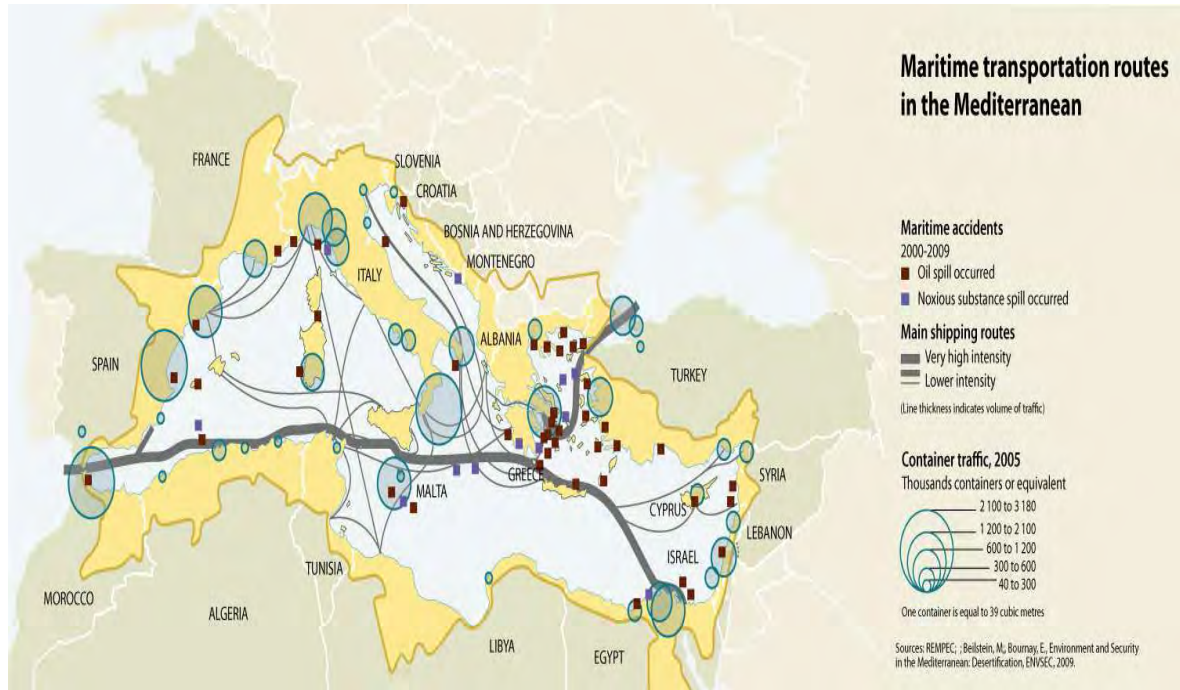 Maritime transportation routes
in the Mediterranean
Maritime accidents
2000-2009
Oil spill occurred
Noxious substance spill occurred
Main shipping routes
Very high intensity
Lower intensity
(Line thickness indicates volume of traffic)
Container traffic, 2005
Thousands containers or equivalent
2 100 to 3 180
1 200 to 2 100
600 to 1 200
300 to 600
40 to 300
One container is equal to 39 cubic metres
Sources: REMPEC; ; Beilstein, M,; Bournay, E., Environment and Security
in the Mediterranean: Desertification, ENVSEC, 2009.
FRANCE
SLOVENIA
CROATIA
BOSNIA AND HERZEGOVINA
MONTENEGRO
ITALY
ALBANIA
SPAIN
TURKEY
GREECE
SYRIA
MALTA
CYPRUS
LEBANON
ISRAEL
TUNISIA
MOROCCO
ALGERIA
LIBYA
EGYPT